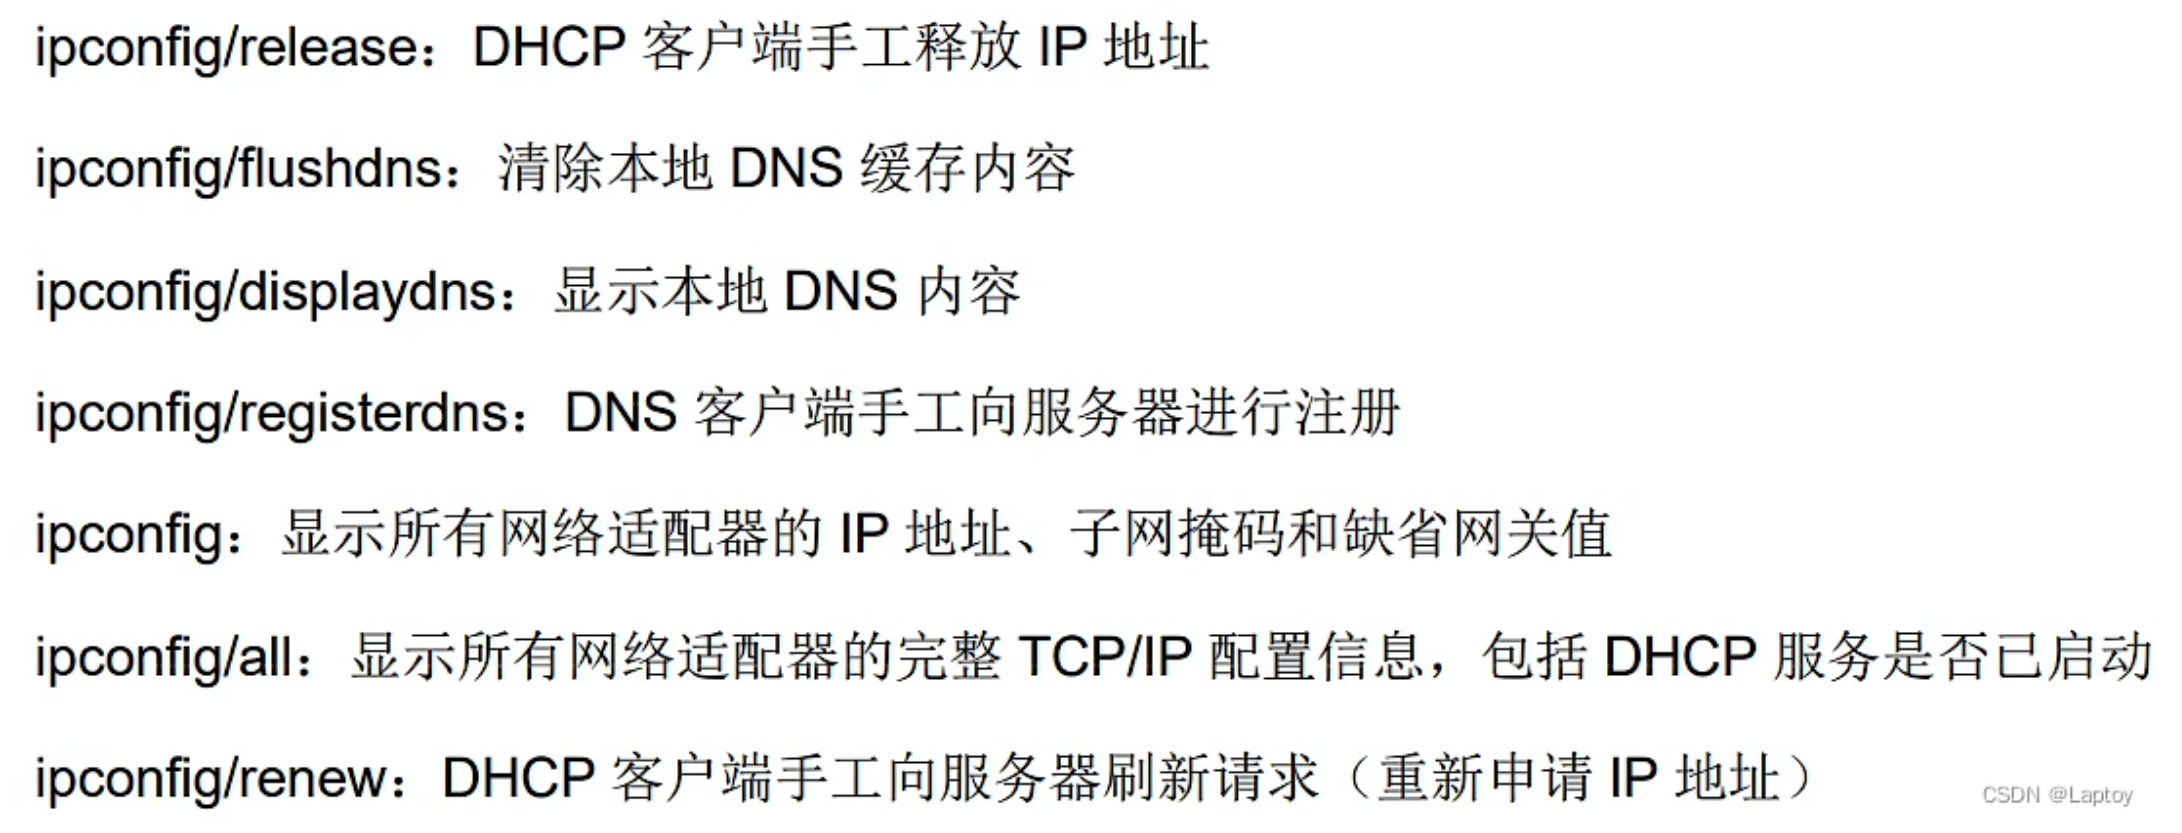 ipconfig/release：DHCP 客户端手工释放 IP 地址
ipconfig/flushdns：清除本地 DNS 缓存内容
ipconfig/displaydns：显示本地 DNS 内容
ipconfig/registerdns：DNS 客户端手工向服务器进行注册
ipconfig：显示所有网络适配器的 IP 地址、子网掩码和缺省网关值
ipconfig/all：显示所有网络适配器的完整 TCP/IP 配置信息，包括 DHCP 服务是否已启动
ipconfig/renew：DHCP 客户端手工向服务器刷新请求（重新申请 IP 地址）
CSDN @Laptoy